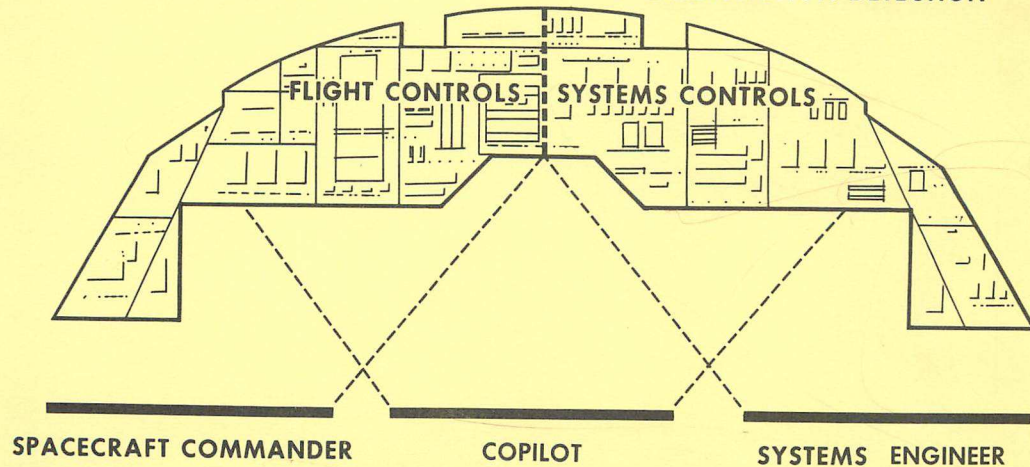 FLIGHT CONTROLS SYSTEMS CONTROLS
SPACECRAFT COMMANDER COPILOT SYSTEMS ENGINEER